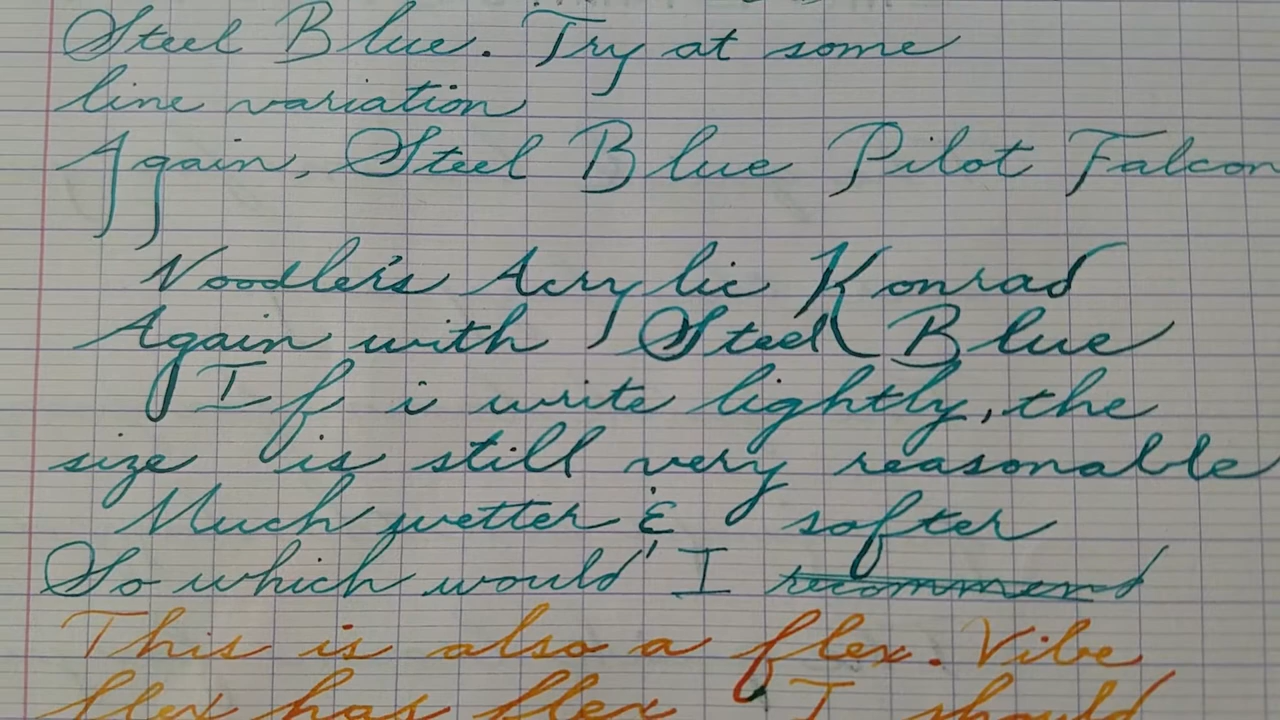 Steel Blue. Try at some
line variation
Again, Steel Blue Pilot Falcon
Noodler's Acrylic Konrad
Again with Steel Blue
If i write lightly, the
size is still very reasonable
Much wetter & softer
So which would I recommend
This is also a flex. Vibe
flex has flex I should